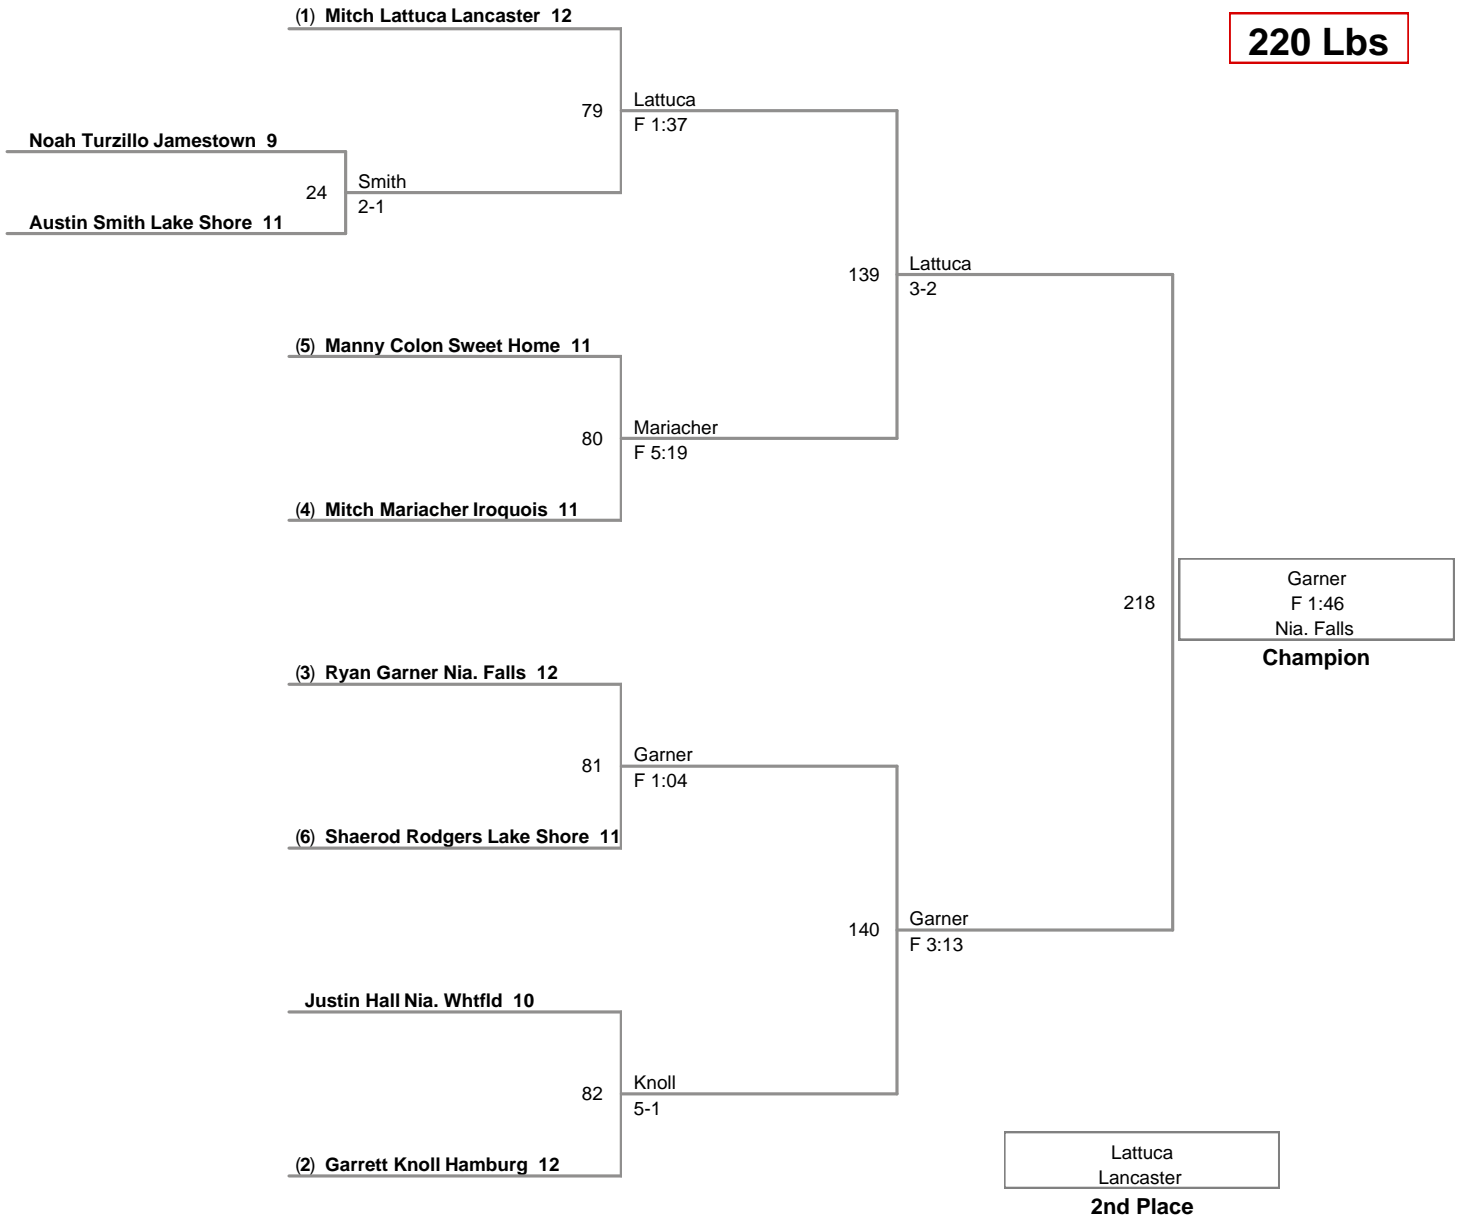 (1) Mitch Lattuca Lancaster 12
220 Lbs
79
Lattuca
F 1:37
Noah Turzillo Jamestown 9
24
Smith
2-1
Austin Smith Lake Shore 11
139
Lattuca
3-2
(5) Manny Colon Sweet Home 11
80
Mariacher
F 5:19
(4) Mitch Mariacher Iroquois 11
218
Garner
F 1:46
Nia. Falls
Champion
(3) Ryan Garner Nia. Falls 12
81
Garner
F 1:04
(6) Shaerod Rodgers Lake Shore 11
140
Garner
F 3:13
Justin Hall Nia. Whtfld 10
82
Knoll
5-1
(2) Garrett Knoll Hamburg 12
Lattuca
Lancaster
2nd Place